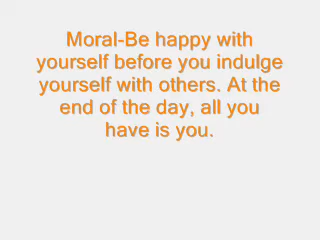 Moral-Be happy with
yourself before you indulge
yourself with others. At the
end of the day, all you
have is you.